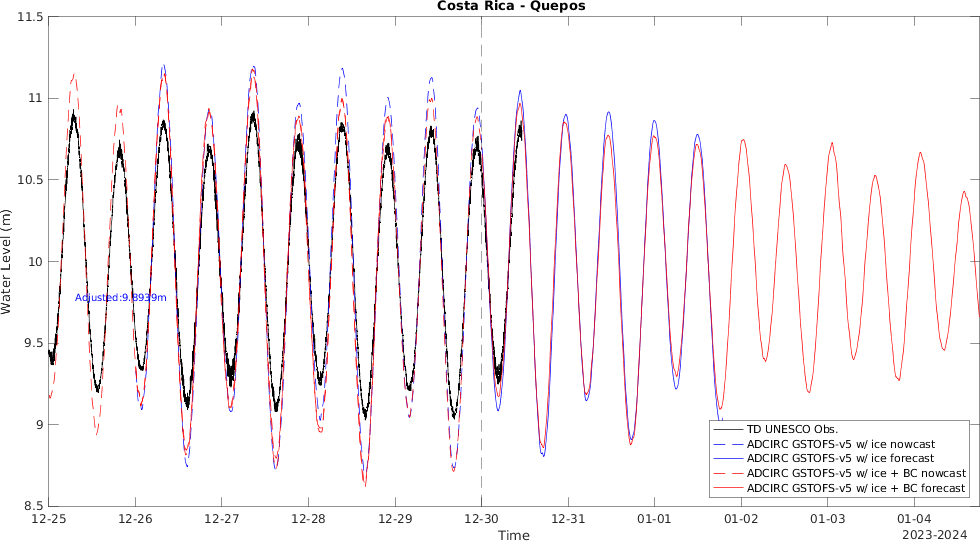 Costa Rica - Quepos
11.5
11
10.5
10
9.5
9
8.5
Water Level (m)
Adjusted:9.8939m
TD UNESCO Obs.
ADCIRC GSTOFS-v5 w/ ice nowcast
ADCIRC GSTOFS-v5 w/ ice forecast
ADCIRC GSTOFS-v5 w/ ice + BC nowcast
ADCIRC GSTOFS-v5 w/ ice + BC forecast
12-25 12-26 12-27 12-28 12-29 12-30 12-31 01-01 01-02 01-03 01-04
Time
2023-2024